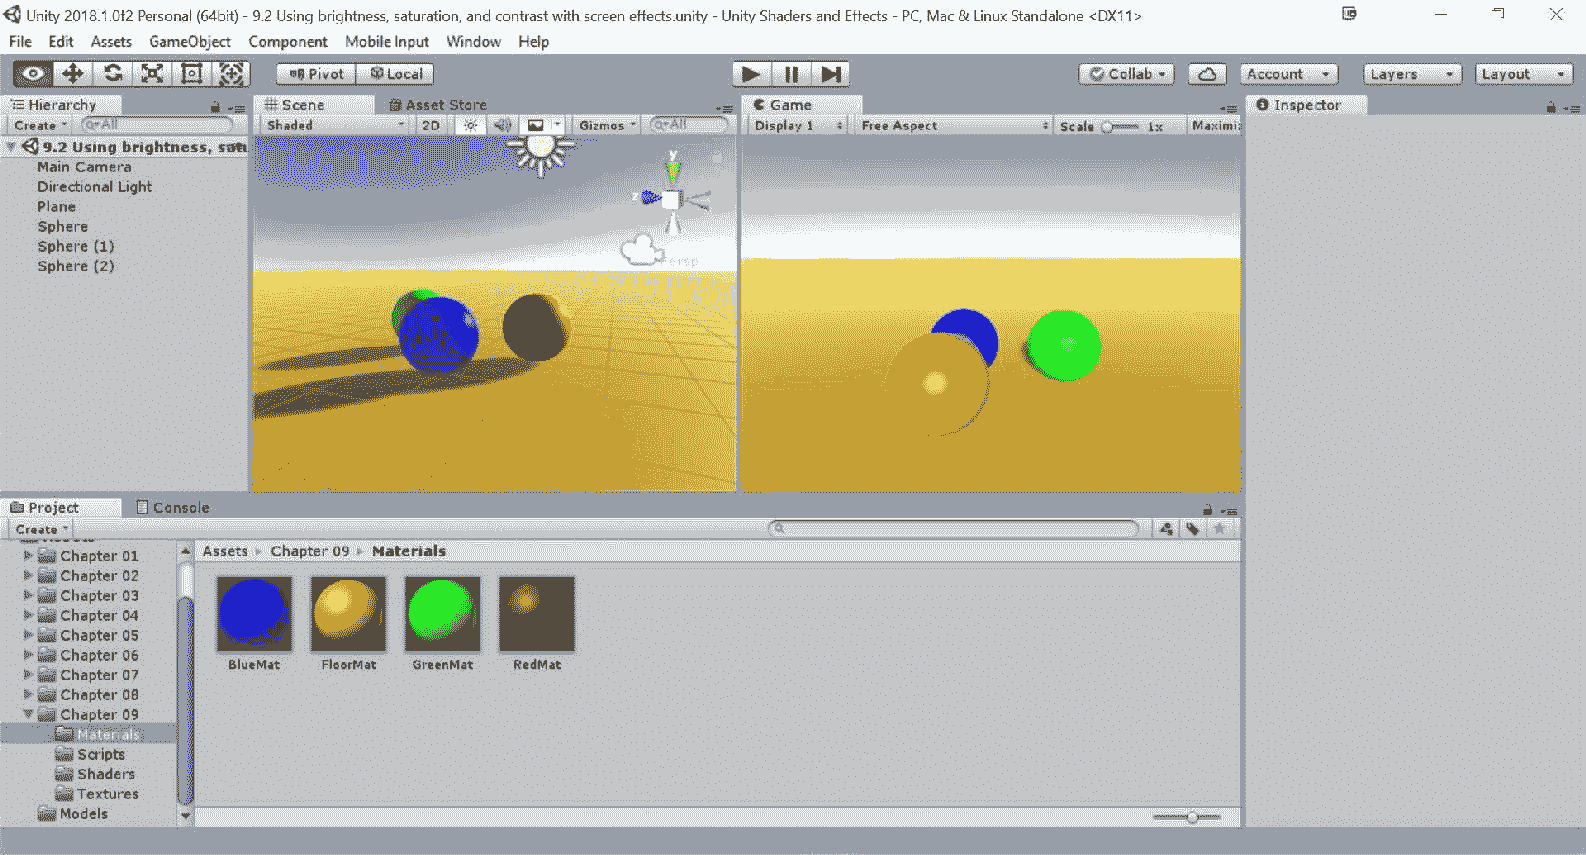 Unity 2018.1.0f2 Personal (64bit) - 9.2 Using brightness, saturation, and contrast with screen effects.unity - Unity Shaders and Effects - PC, Mac & Linux Standalone <DX11>
File Edit Assets GameObject Component Mobile Input Window Help
Pivot Local Collab Account Layers Layout
Hierarchy Scene Asset Store Game Inspector
Create All Shaded 2D Gizmos All Display 1 Free Aspect Scale 1x Maximi
9.2 Using brightness, satu
Main Camera
Directional Light
Plane
Sphere
Sphere (1)
Sphere (2)
y
z
Persp
Project Console
Create
Assets
Chapter 01
Chapter 02
Chapter 03
Chapter 04
Chapter 05
Chapter 06
Chapter 07
Chapter 08
Chapter 09
Materials
Scripts
Shaders
Textures
Models
Assets Chapter 09 Materials
BlueMat FloorMat GreenMat RedMat